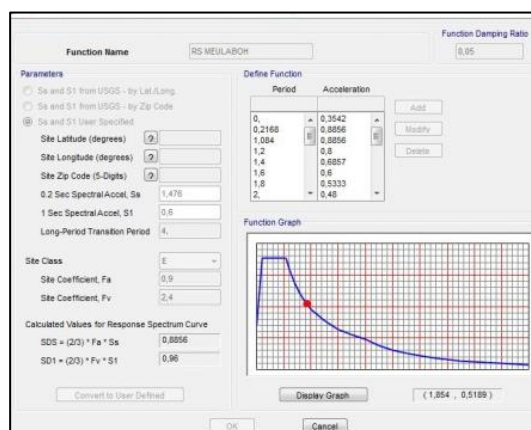 Function Damping Ratio
Function Name RS MEULABOH 0,05
Parameters
Ss and S1 from USGS - by Lat./Long.
Ss and S1 from USGS - by Zip Code
Ss and S1 User Specified
Site Latitude (degrees) ?
Site Longitude (degrees) ?
Site Zip Code (5-Digits) ?
0.2 Sec Spectral Accel, Ss 1,476
1 Sec Spectral Accel, S1 0,6
Long-Period Transition Period 4,
Site Class E
Site Coefficient, Fa 0,9
Site Coefficient, Fv 2,4
Calculated Values for Response Spectrum Curve
SDS = (2/3) * Fa * Ss 0,8856
SD1 = (2/3) * Fv * S1 0,96
Convert to User Defined
Define Function
Period Acceleration
0, 0,3542
0,2168 0,8856
1,084 0,8856
1,2 0,8
1,4 0,6857
1,6 0,6
1,8 0,5333
2, 0,48
Add
Modify
Delete
Function Graph
Display Graph (1,854 , 0,5189)
OK Cancel